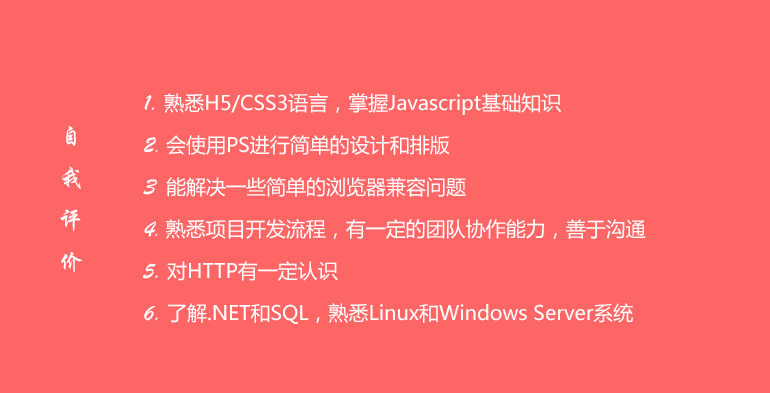 自我评价
1. 熟悉H5/CSS3语言，掌握Javascript基础知识
2. 会使用PS进行简单的设计和排版
3 能解决一些简单的浏览器兼容问题
4. 熟悉项目开发流程，有一定的团队协作能力，善于沟通
5. 对HTTP有一定认识
6. 了解.NET和SQL，熟悉Linux和Windows Server系统